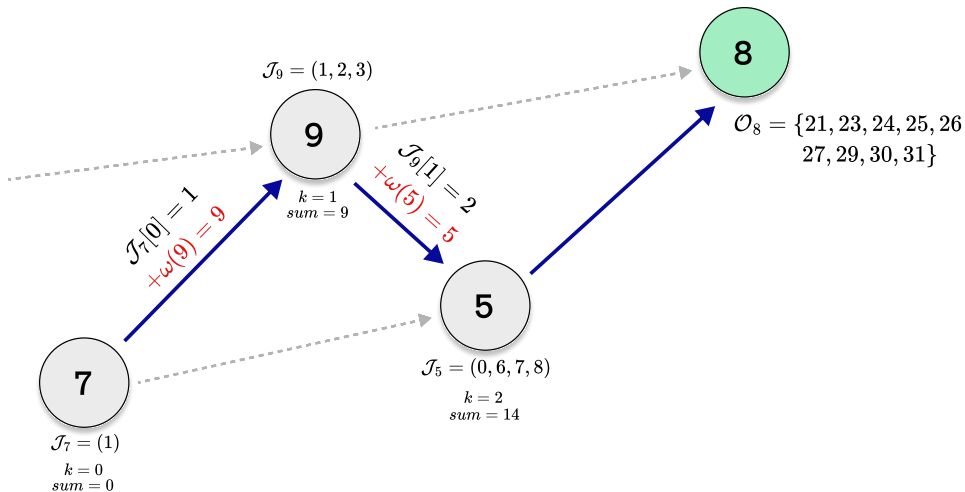 8
𝒥₉ = (1, 2, 3)
9
𝒪₈ = {21, 23, 24, 25, 26
27, 29, 30, 31}
𝒥₉[1] = 2
+ω(5) = 5
k = 1
sum = 9
𝒥₇[0] = 1
+ω(9) = 9
5
7
𝒥₅ = (0, 6, 7, 8)
k = 2
sum = 14
𝒥₇ = (1)
k = 0
sum = 0